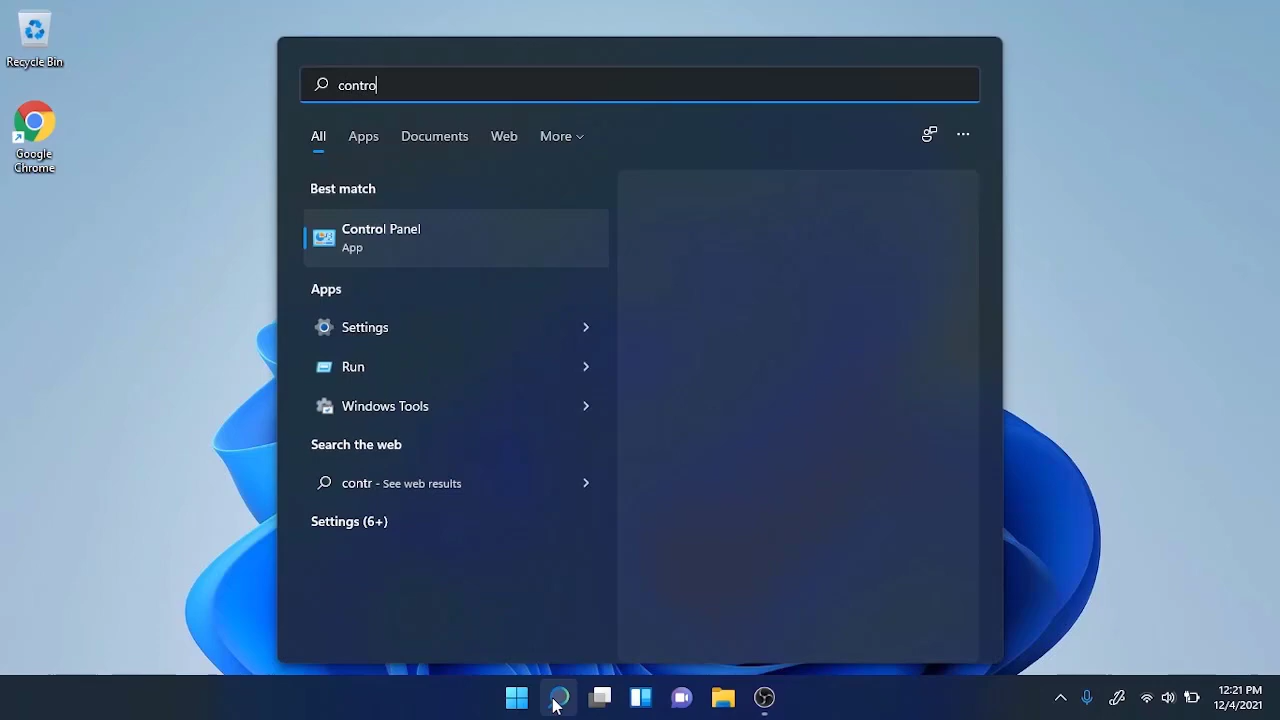 Recycle Bin
Google
Chrome
contro
All Apps Documents Web More
Best match
Control Panel
App
Apps
Settings
Run
Windows Tools
Search the web
contr - See web results
Settings (6+)
12:21 PM
12/4/2021